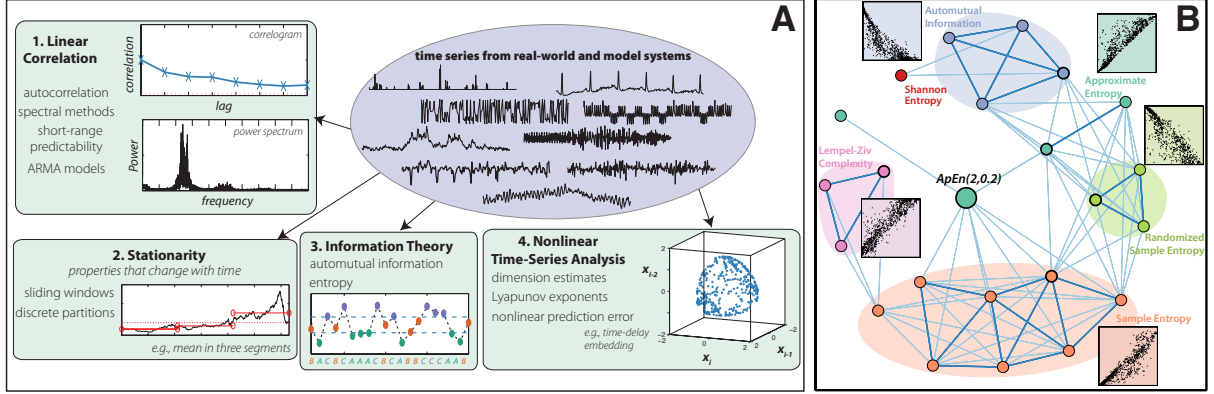 A
1. Linear
Correlation
autocorrelation
spectral methods
short-range
predictability
ARMA models
correlogram
correlation
lag
power spectrum
Power
frequency
time series from real-world and model systems
2. Stationarity
properties that change with time
sliding windows
discrete partitions
e.g., mean in three segments
3. Information Theory
automutual information
entropy
B A C B C A A A C B C A B B C C C C A A B
4. Nonlinear
Time-Series Analysis
dimension estimates
Lyapunov exponents
nonlinear prediction error
e.g., time-delay
embedding
2
0
-2
-2
0
2
2
0
-2
x_{i-2}
x_i
x_{i-1}
B
Automutual
Information
Shannon
Entropy
Approximate
Entropy
Lempel-Ziv
Complexity
ApEn(2,0.2)
Randomized
Sample Entropy
Sample Entropy